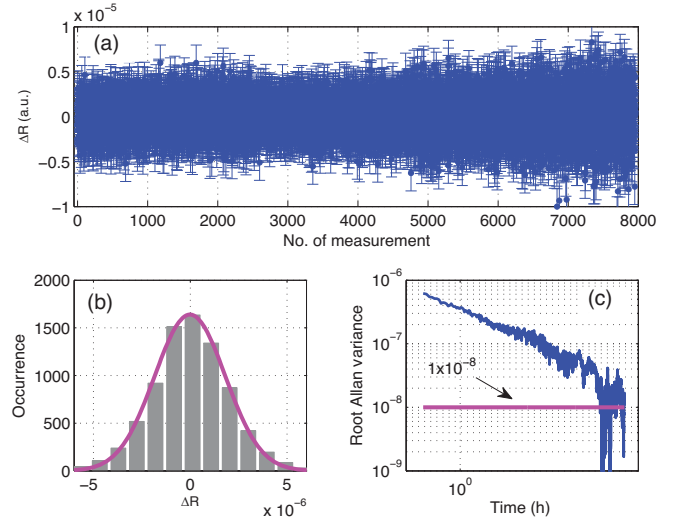 x 10⁻⁵
(a)
1
0.5
0
−0.5
−1
ΔR (a.u.)
0 1000 2000 3000 4000 5000 6000 7000 8000
No. of measurement
(b)
2000
1500
1000
500
0
Occurrence
−5 0 5
x 10⁻⁶
ΔR
(c)
10⁻⁶
10⁻⁷
10⁻⁸
10⁻⁹
Root Allan variance
1x10⁻⁸
10⁰
Time (h)